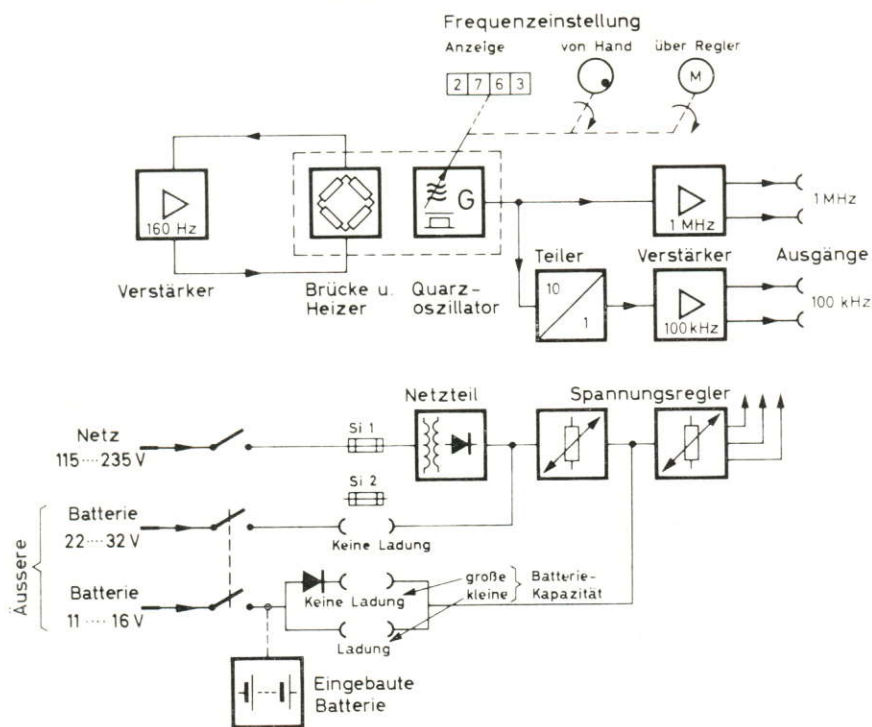 Frequenzeinstellung
Anzeige von Hand über Regler
2 7 6 3
M
160 Hz
G
1 MHz
1 MHz
Verstärker
Brücke u.
Heizer
Quarz-
oszillator
Teiler
10
1
Verstärker
100 kHz
Ausgänge
100 kHz
Netzteil
Spannungsregler
Netz
115····235 V
Si 1
Si 2
Äussere
Batterie
22····32 V
Keine Ladung
Batterie
11 ···· 16 V
Keine Ladung
Ladung
große
kleine
Batterie-
Kapazität
Eingebaute
Batterie